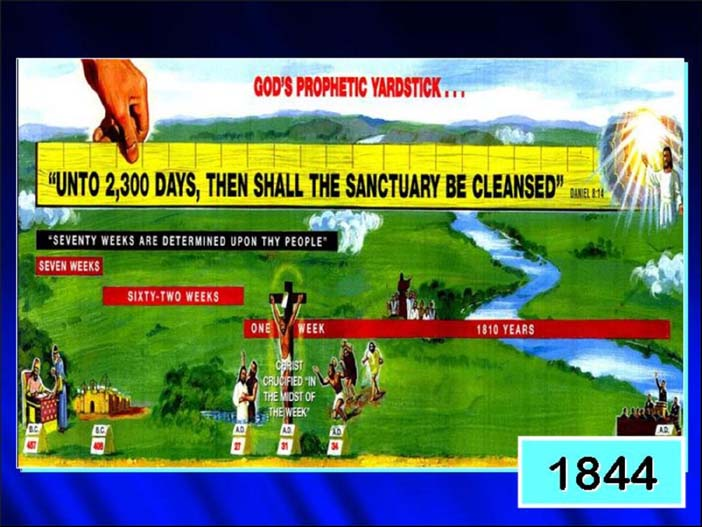 GOD'S PROPHETIC YARDSTICK . . .
"UNTO 2,300 DAYS, THEN SHALL THE SANCTUARY BE CLEANSED" DANIEL 8:14
"SEVENTY WEEKS ARE DETERMINED UPON THY PEOPLE"
SEVEN WEEKS
SIXTY-TWO WEEKS
ONE WEEK
1810 YEARS
CHRIST
CRUCIFIED "IN
THE MIDST OF
THE WEEK"
B.C.
457
B.C.
408
A.D.
27
A.D.
31
A.D.
34
A.D.
1844